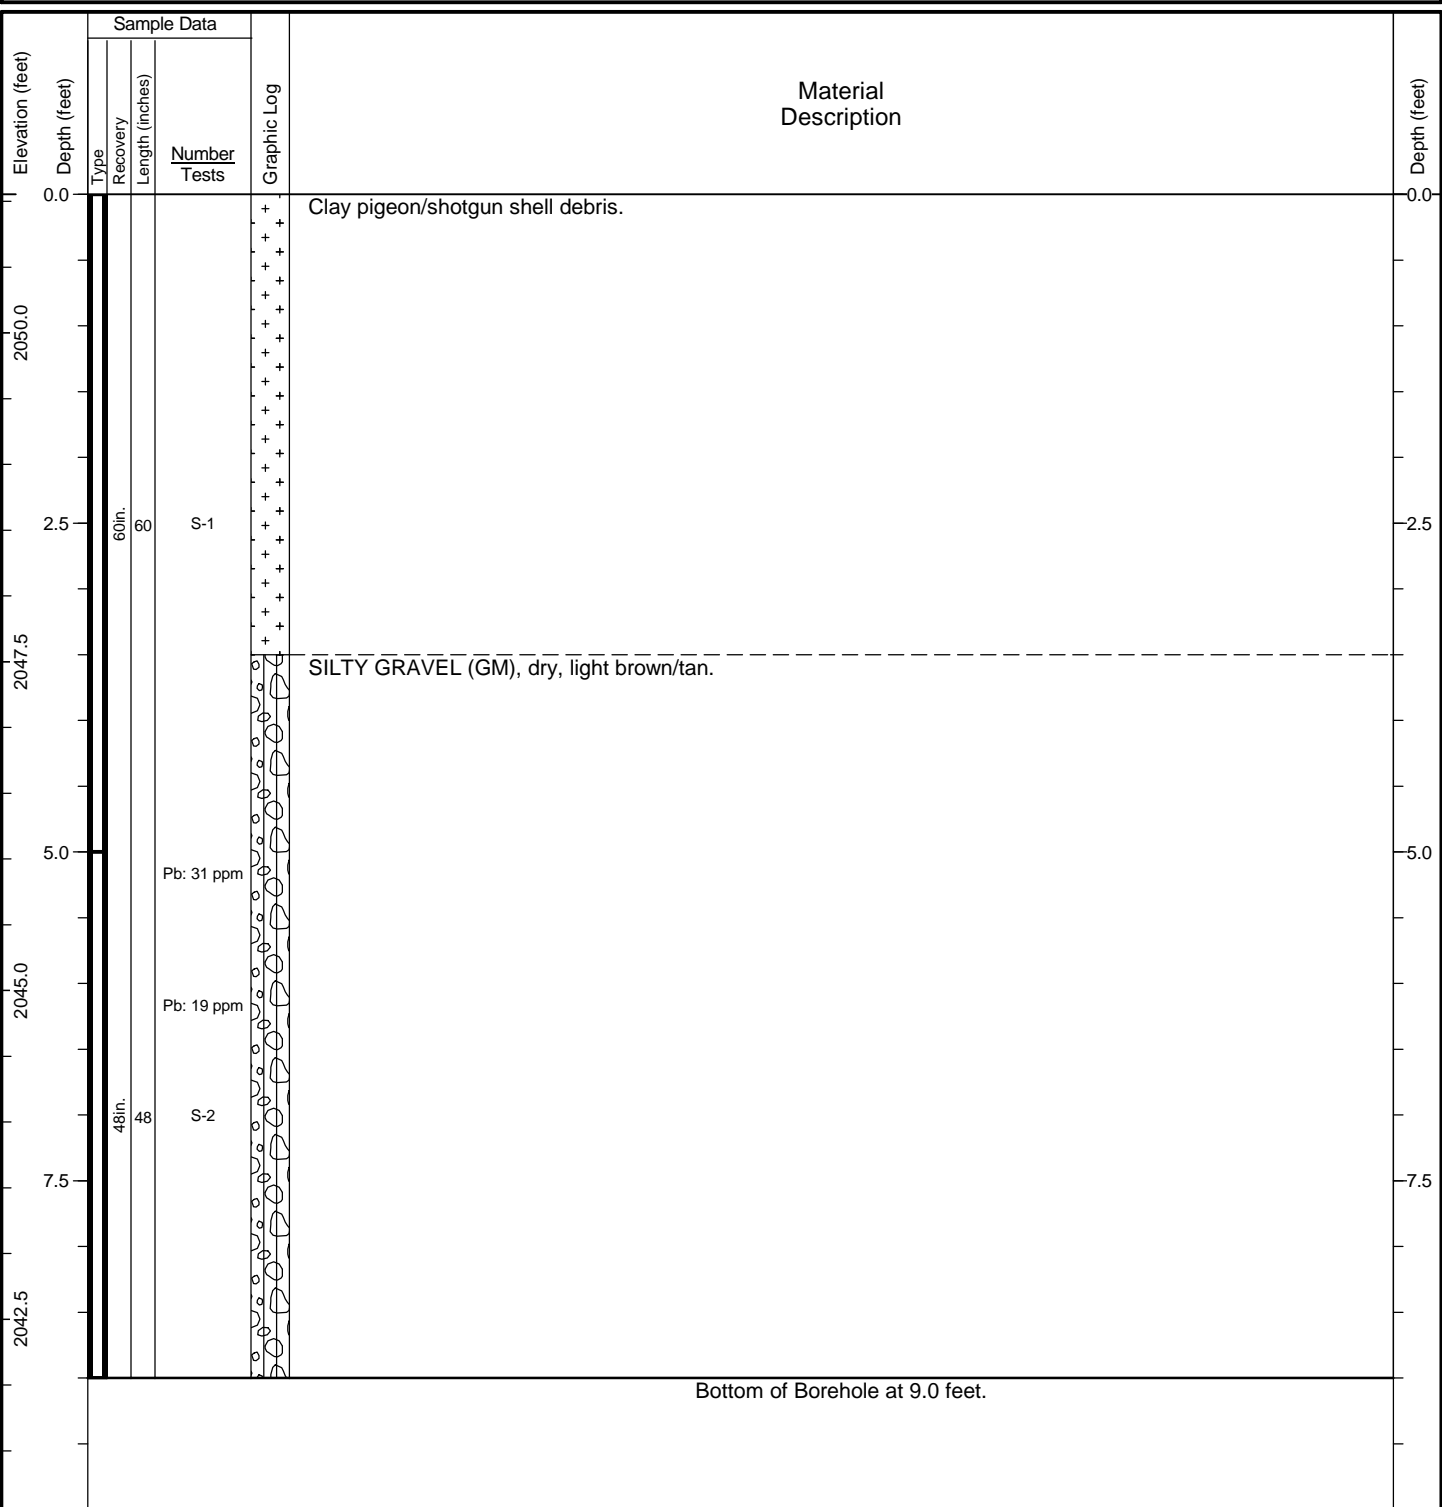 Sample Data
Elevation (feet)
Depth (feet)
Type
Recovery
Length (inches)
Number
Tests
Graphic Log
Material
Description
Depth (feet)
0.0
Clay pigeon/shotgun shell debris.
0.0
2050.0
2.5
60in.
60
S-1
2.5
2047.5
SILTY GRAVEL (GM), dry, light brown/tan.
5.0
5.0
Pb: 31 ppm
2045.0
Pb: 19 ppm
48in.
48
S-2
7.5
7.5
2042.5
Bottom of Borehole at 9.0 feet.